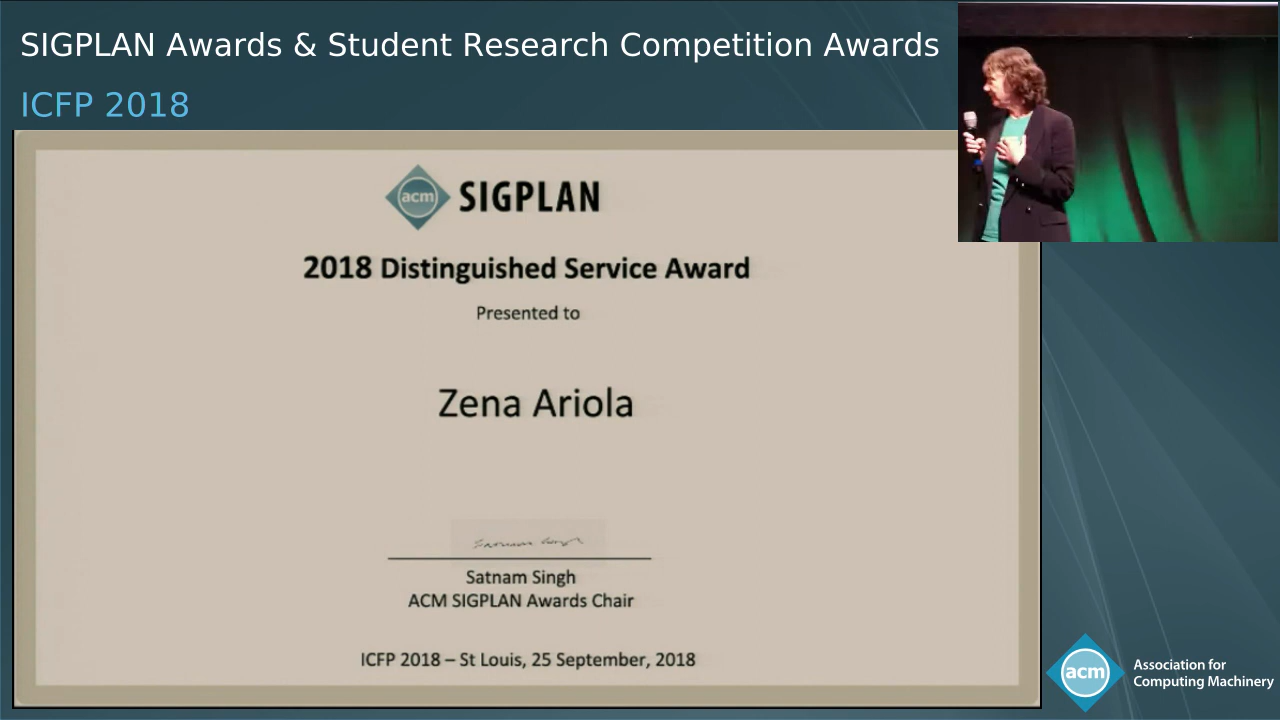 SIGPLAN Awards & Student Research Competition Awards
ICFP 2018
acm SIGPLAN
2018 Distinguished Service Award
Presented to
Zena Ariola
Satnam Singh
ACM SIGPLAN Awards Chair
ICFP 2018 – St Louis, 25 September, 2018
acm
Association for
Computing Machinery